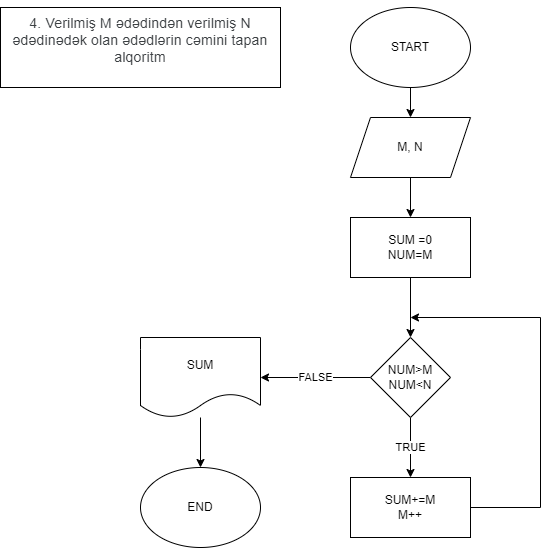 4. Verilmiş M ədədindən verilmiş N
ədədinədək olan ədədlərin cəmini tapan
alqoritm
START
M, N
SUM =0
NUM=M
NUM>M
NUM<N
FALSE
SUM
TRUE
SUM+=M
M++
END